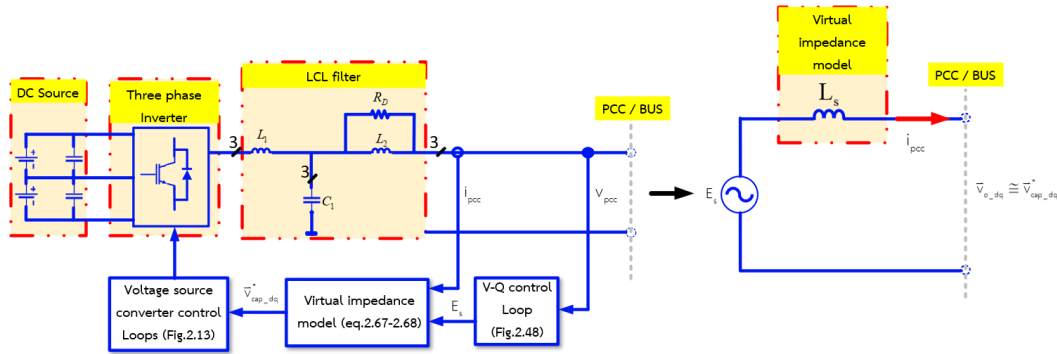 DC Source
Three phase
Inverter
LCL filter
R_D
L_1
L_2
C_1
3
3
3
PCC / BUS
i_pcc
v_pcc
Voltage source
converter control
Loops (Fig.2.13)
v̅*_cap_dq
Virtual impedance
model (eq.2.67-2.68)
E_s
V-Q control
Loop
(Fig.2.48)
Virtual
impedance
model
L_s
PCC / BUS
i_pcc
E_s
v̅_o_dq ≅ v̅*_cap_dq